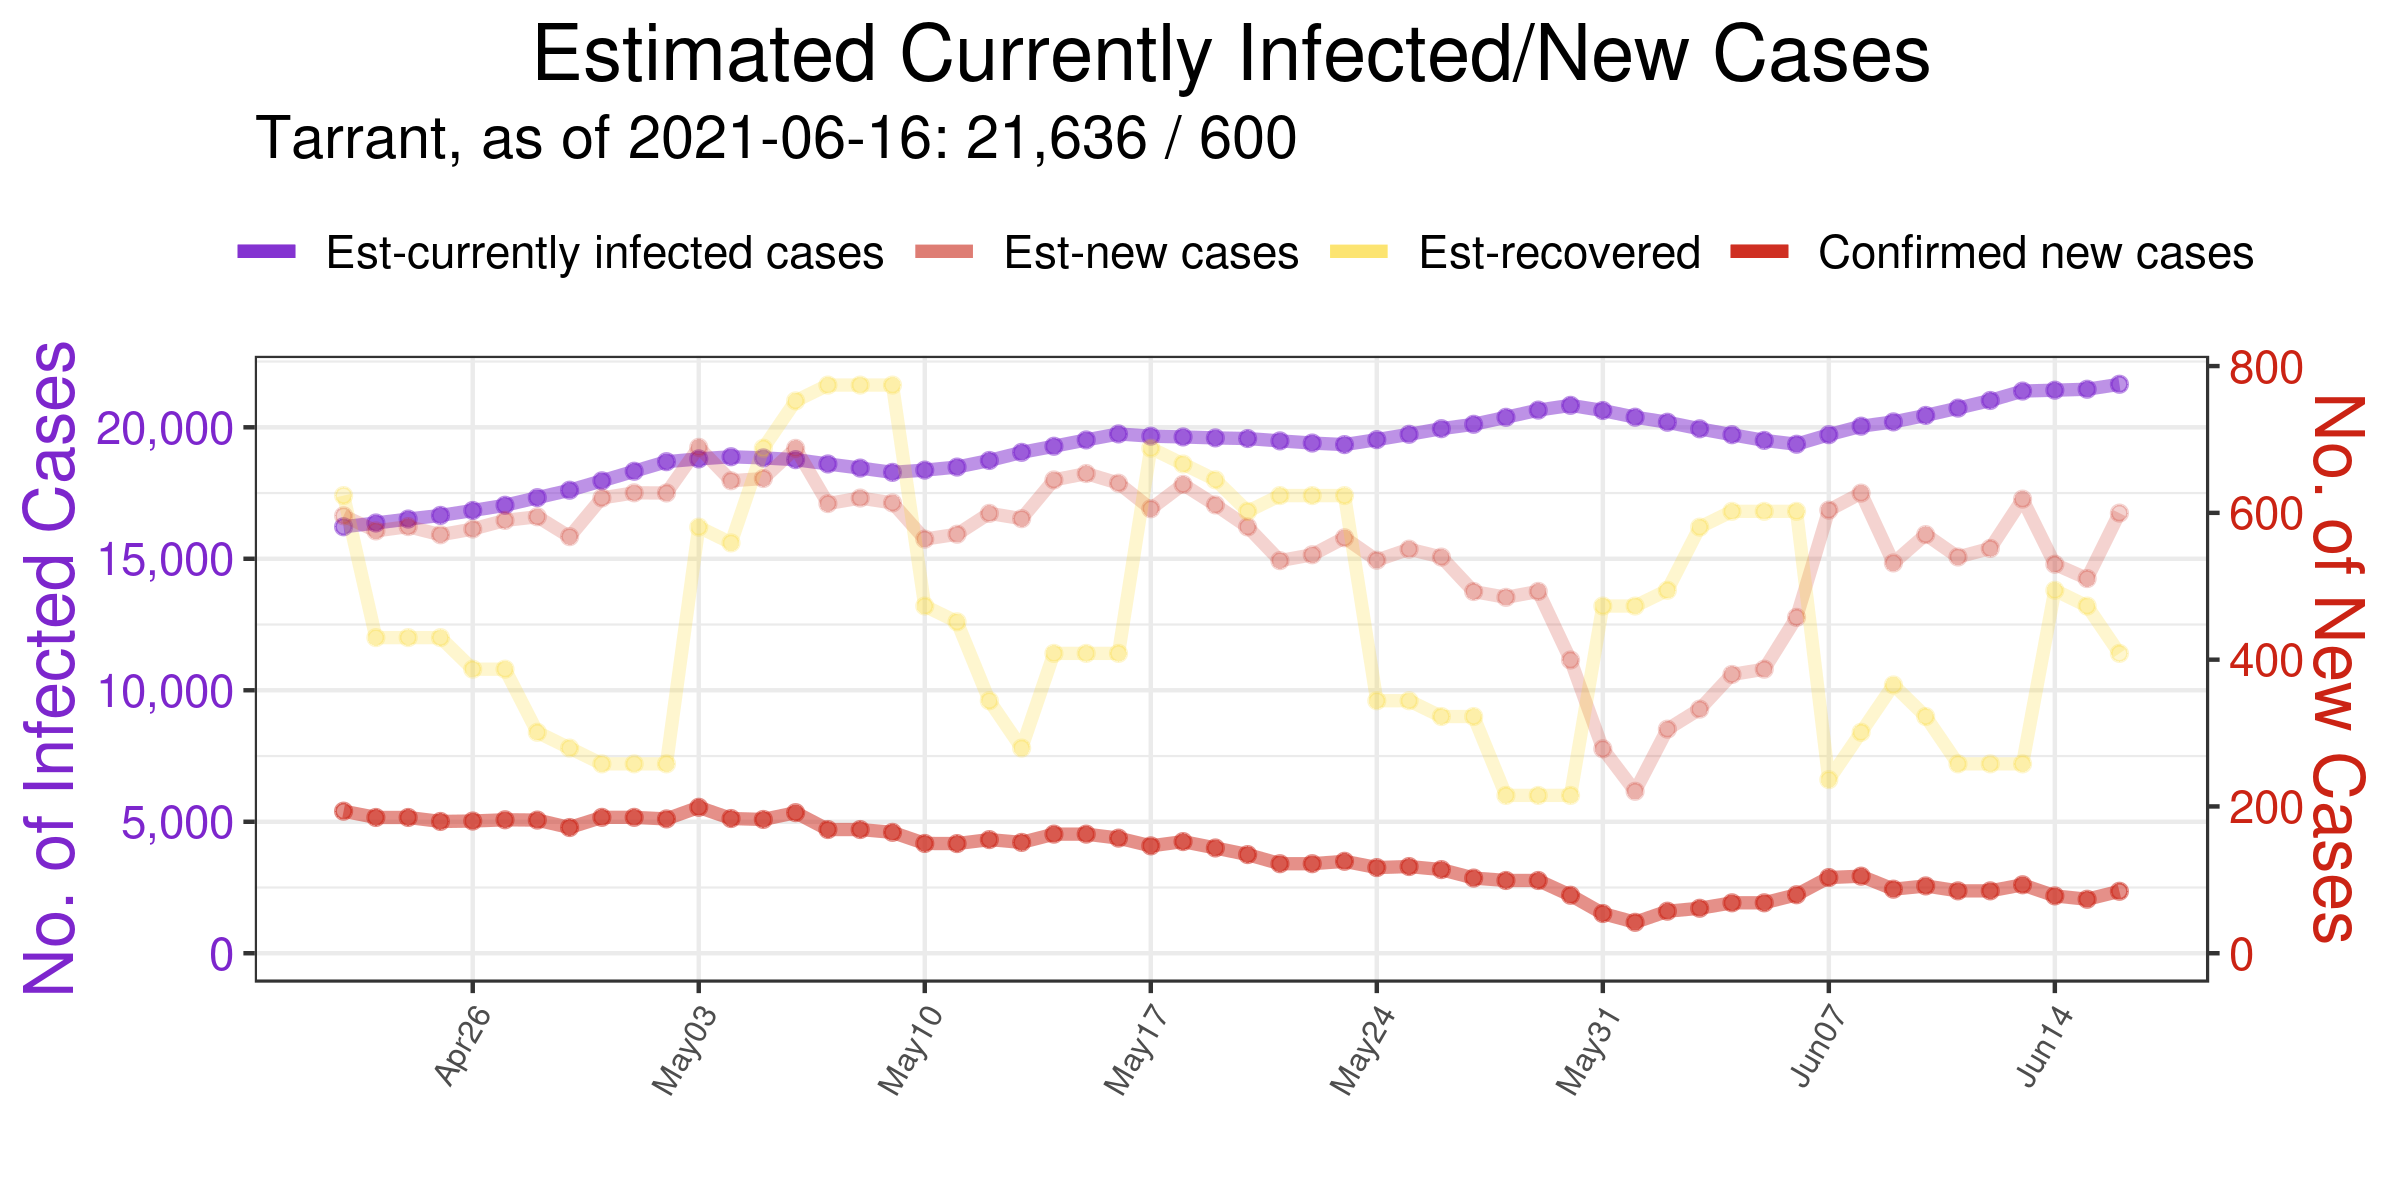 Estimated Currently Infected/New Cases
Tarrant, as of 2021-06-16: 21,636 / 600
Est-currently infected cases Est-new cases Est-recovered Confirmed new cases
No. of Infected Cases
20,000
15,000
10,000
5,000
0
800
600
400
200
0
No. of New Cases
Apr26 May03 May10 May17 May24 May31 Jun07 Jun14